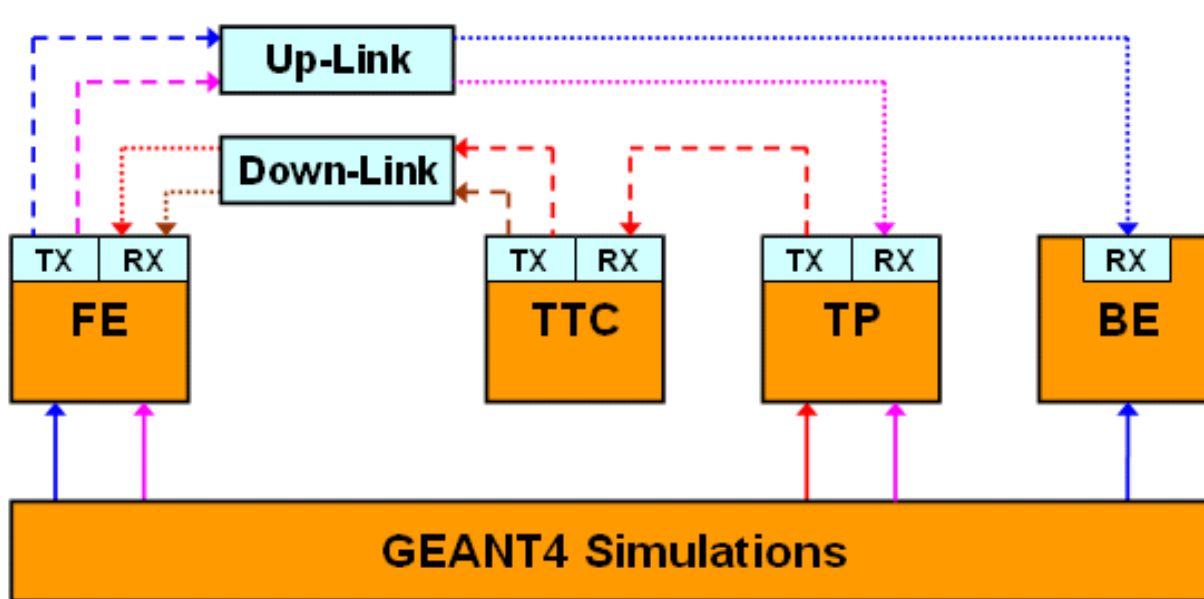 Up-Link
Down-Link
TX RX
TX RX
TX RX
RX
FE
TTC
TP
BE
GEANT4 Simulations